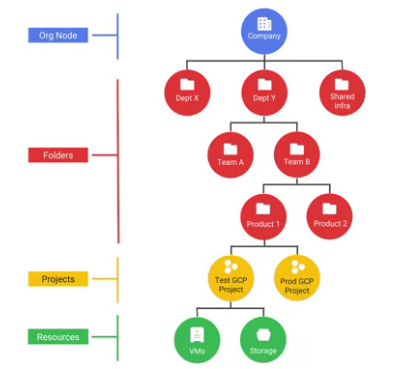 Org Node
Company
Dept X
Dept Y
Shared
infra
Folders
Team A
Team B
Product 1
Product 2
Projects
Test GCP
Project
Prod GCP
Project
Resources
VMs
Storage